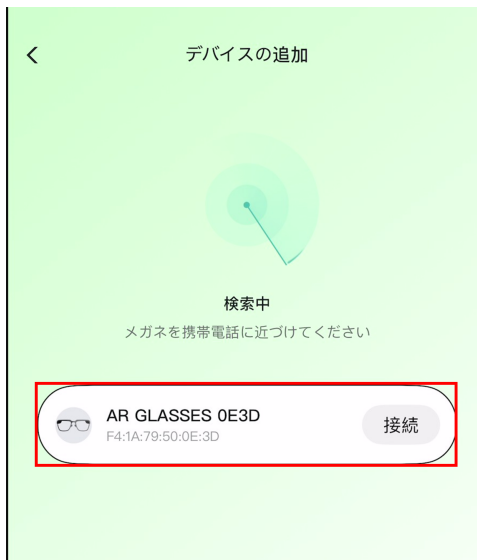 デバイスの追加
検索中
メガネを携帯電話に近づけてください
AR GLASSES 0E3D
F4:1A:79:50:0E:3D
接続